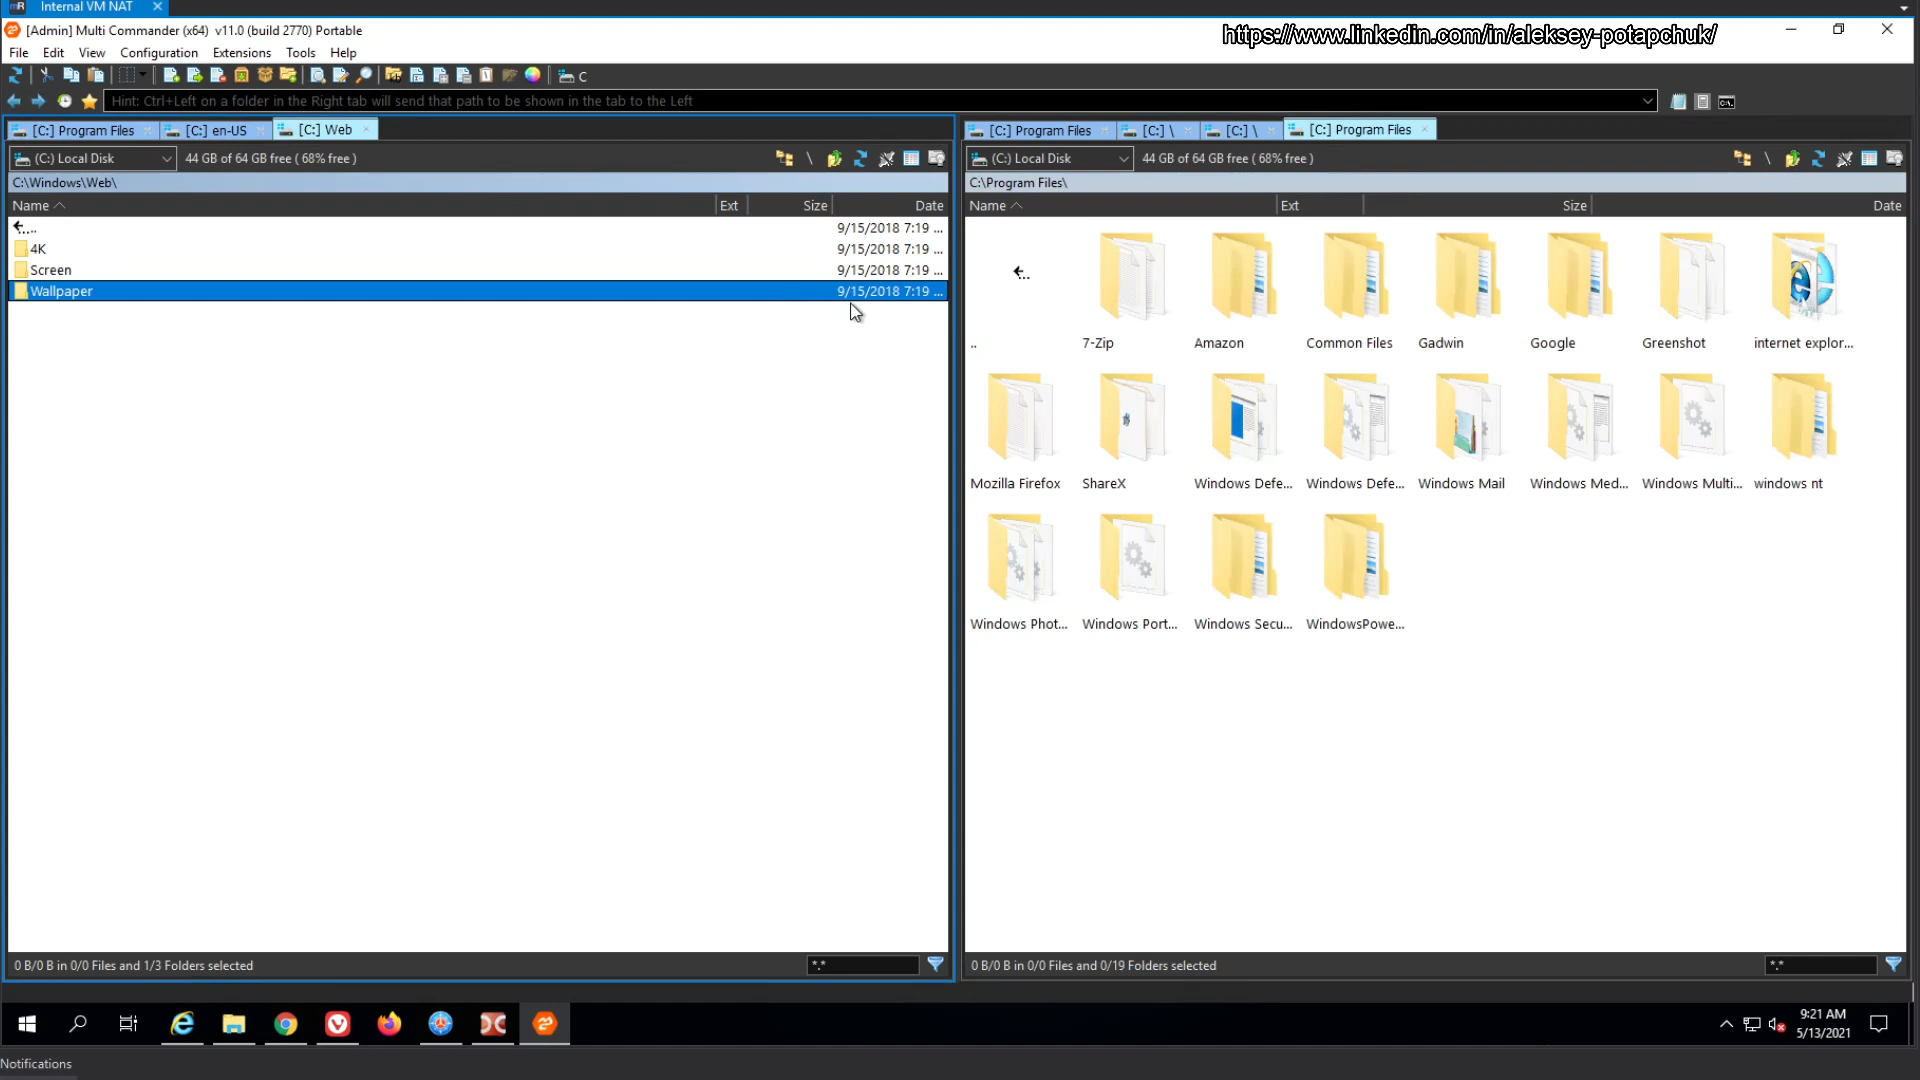 mR Internal VM NAT
[Admin] Multi Commander (x64) v11.0 (build 2770) Portable
https://www.linkedin.com/in/aleksey-potapchuk/
File Edit View Configuration Extensions Tools Help
C
Hint: Ctrl+Left on a folder in the Right tab will send that path to be shown in the tab to the Left
[C:] Program Files [C:] en-US [C:] Web
(C:) Local Disk 44 GB of 64 GB free ( 68% free ) \
C:\Windows\Web\
Name Ext Size Date
.. 9/15/2018 7:19 ...
4K 9/15/2018 7:19 ...
Screen 9/15/2018 7:19 ...
Wallpaper 9/15/2018 7:19 ...
0 B/0 B in 0/0 Files and 1/3 Folders selected *.*
[C:] Program Files [C:] \ [C:] \ [C:] Program Files
(C:) Local Disk 44 GB of 64 GB free ( 68% free ) \
C:\Program Files\
Name Ext Size Date
.. 7-Zip Amazon Common Files Gadwin Google Greenshot internet explor...
Mozilla Firefox ShareX Windows Defe... Windows Defe... Windows Mail Windows Med... Windows Multi... windows nt
Windows Phot... Windows Port... Windows Secu... WindowsPowe...
0 B/0 B in 0/0 Files and 0/19 Folders selected *.*
9:21 AM
5/13/2021
Notifications